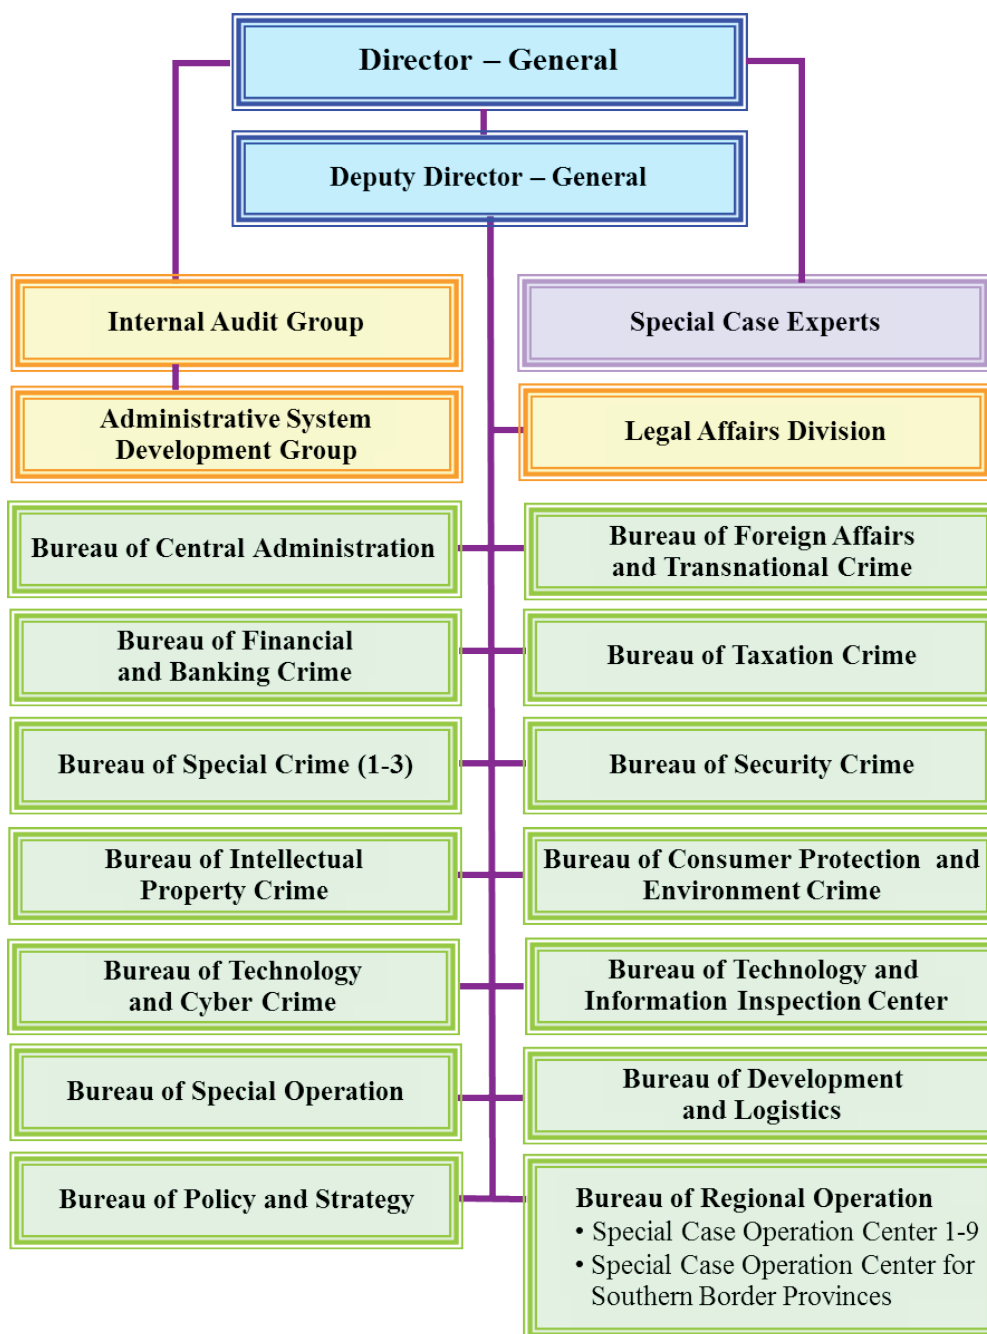 Director – General
Deputy Director – General
Internal Audit Group
Special Case Experts
Administrative System
Development Group
Legal Affairs Division
Bureau of Central Administration
Bureau of Foreign Affairs
and Transnational Crime
Bureau of Financial
and Banking Crime
Bureau of Taxation Crime
Bureau of Special Crime (1-3)
Bureau of Security Crime
Bureau of Intellectual
Property Crime
Bureau of Consumer Protection and
Environment Crime
Bureau of Technology
and Cyber Crime
Bureau of Technology and
Information Inspection Center
Bureau of Special Operation
Bureau of Development
and Logistics
Bureau of Policy and Strategy
Bureau of Regional Operation
• Special Case Operation Center 1-9
• Special Case Operation Center for
Southern Border Provinces